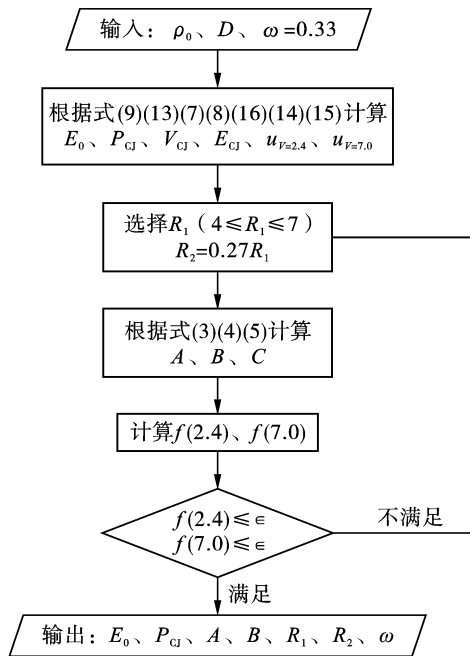 输入：ρ₀、D、ω=0.33
根据式(9)(13)(7)(8)(16)(14)(15)计算
E₀、P_CJ、V_CJ、E_CJ、u_V=2.4、u_V=7.0
选择R₁（4≤R₁≤7）
R₂=0.27R₁
根据式(3)(4)(5)计算
A、B、C
计算f(2.4)、f(7.0)
f(2.4)≤∈
f(7.0)≤∈
不满足
满足
输出：E₀、P_CJ、A、B、R₁、R₂、ω